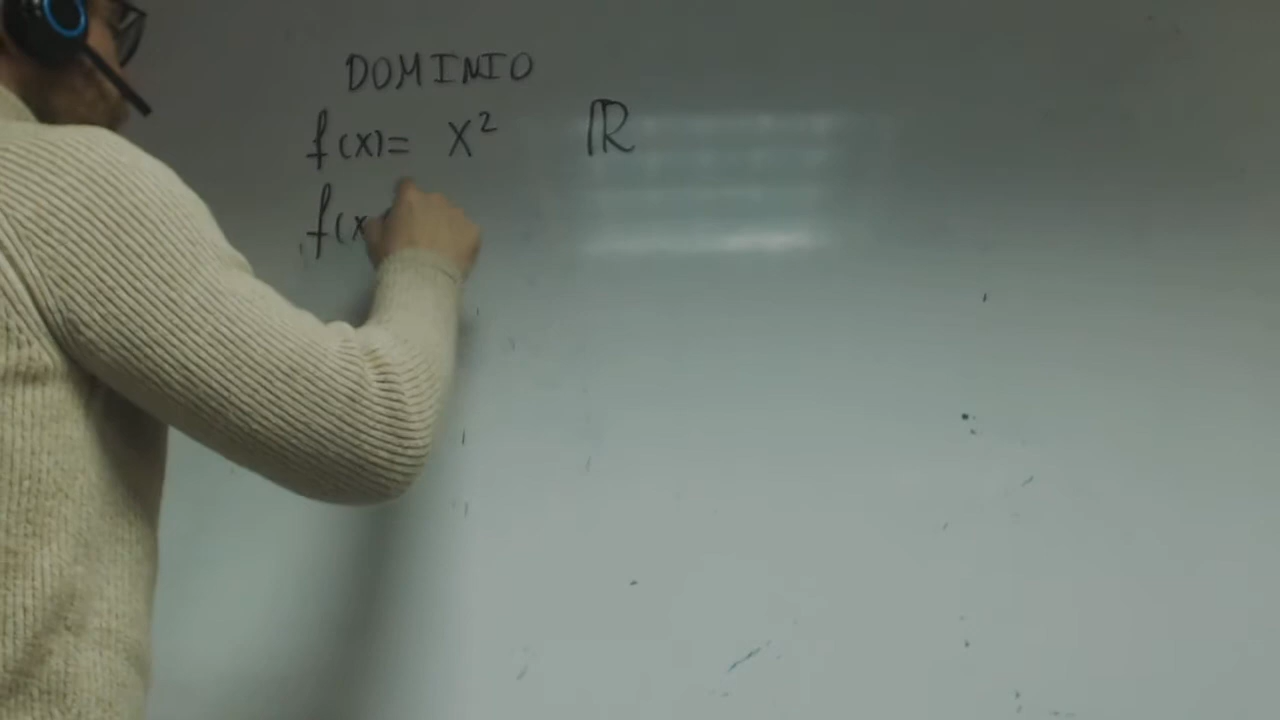 DOMINIO
f(x)= x² ℝ
f(x